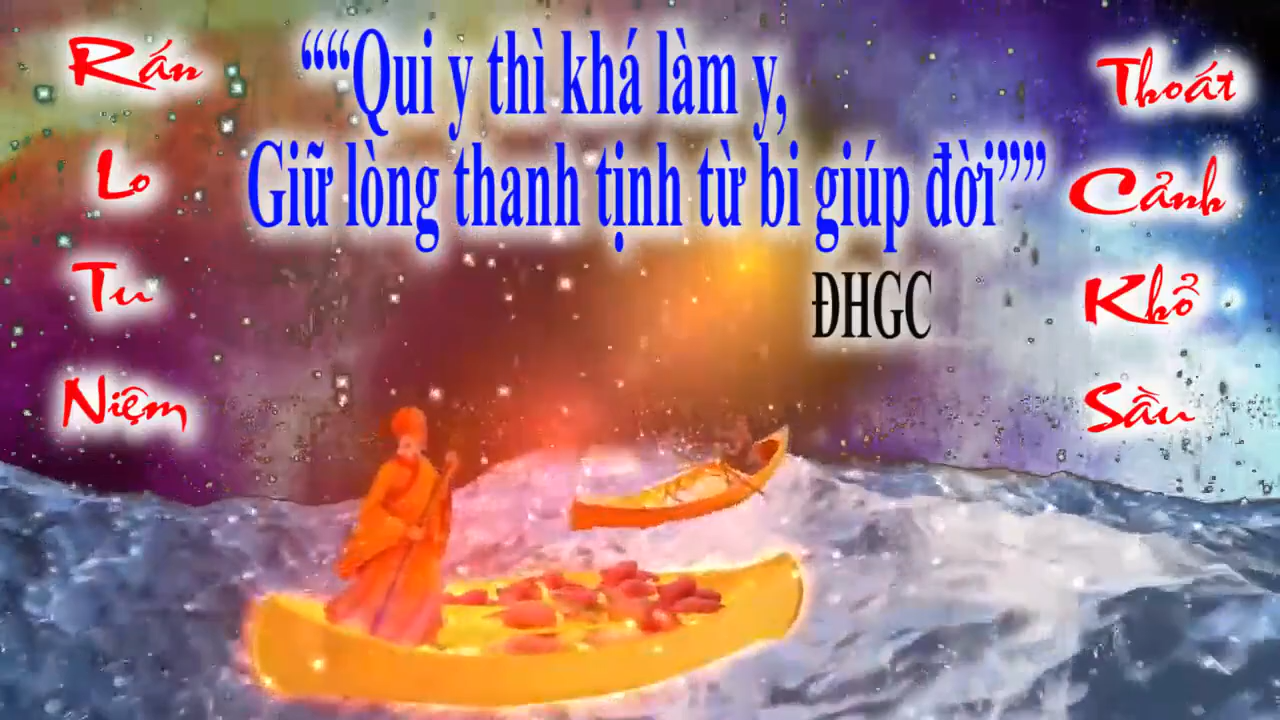 Rán
Lo
Tu
Niệm
““Qui y thì khá làm y,
Giữ lòng thanh tịnh từ bi giúp đời””
ĐHGC
Thoát
Cảnh
Khổ
Sầu